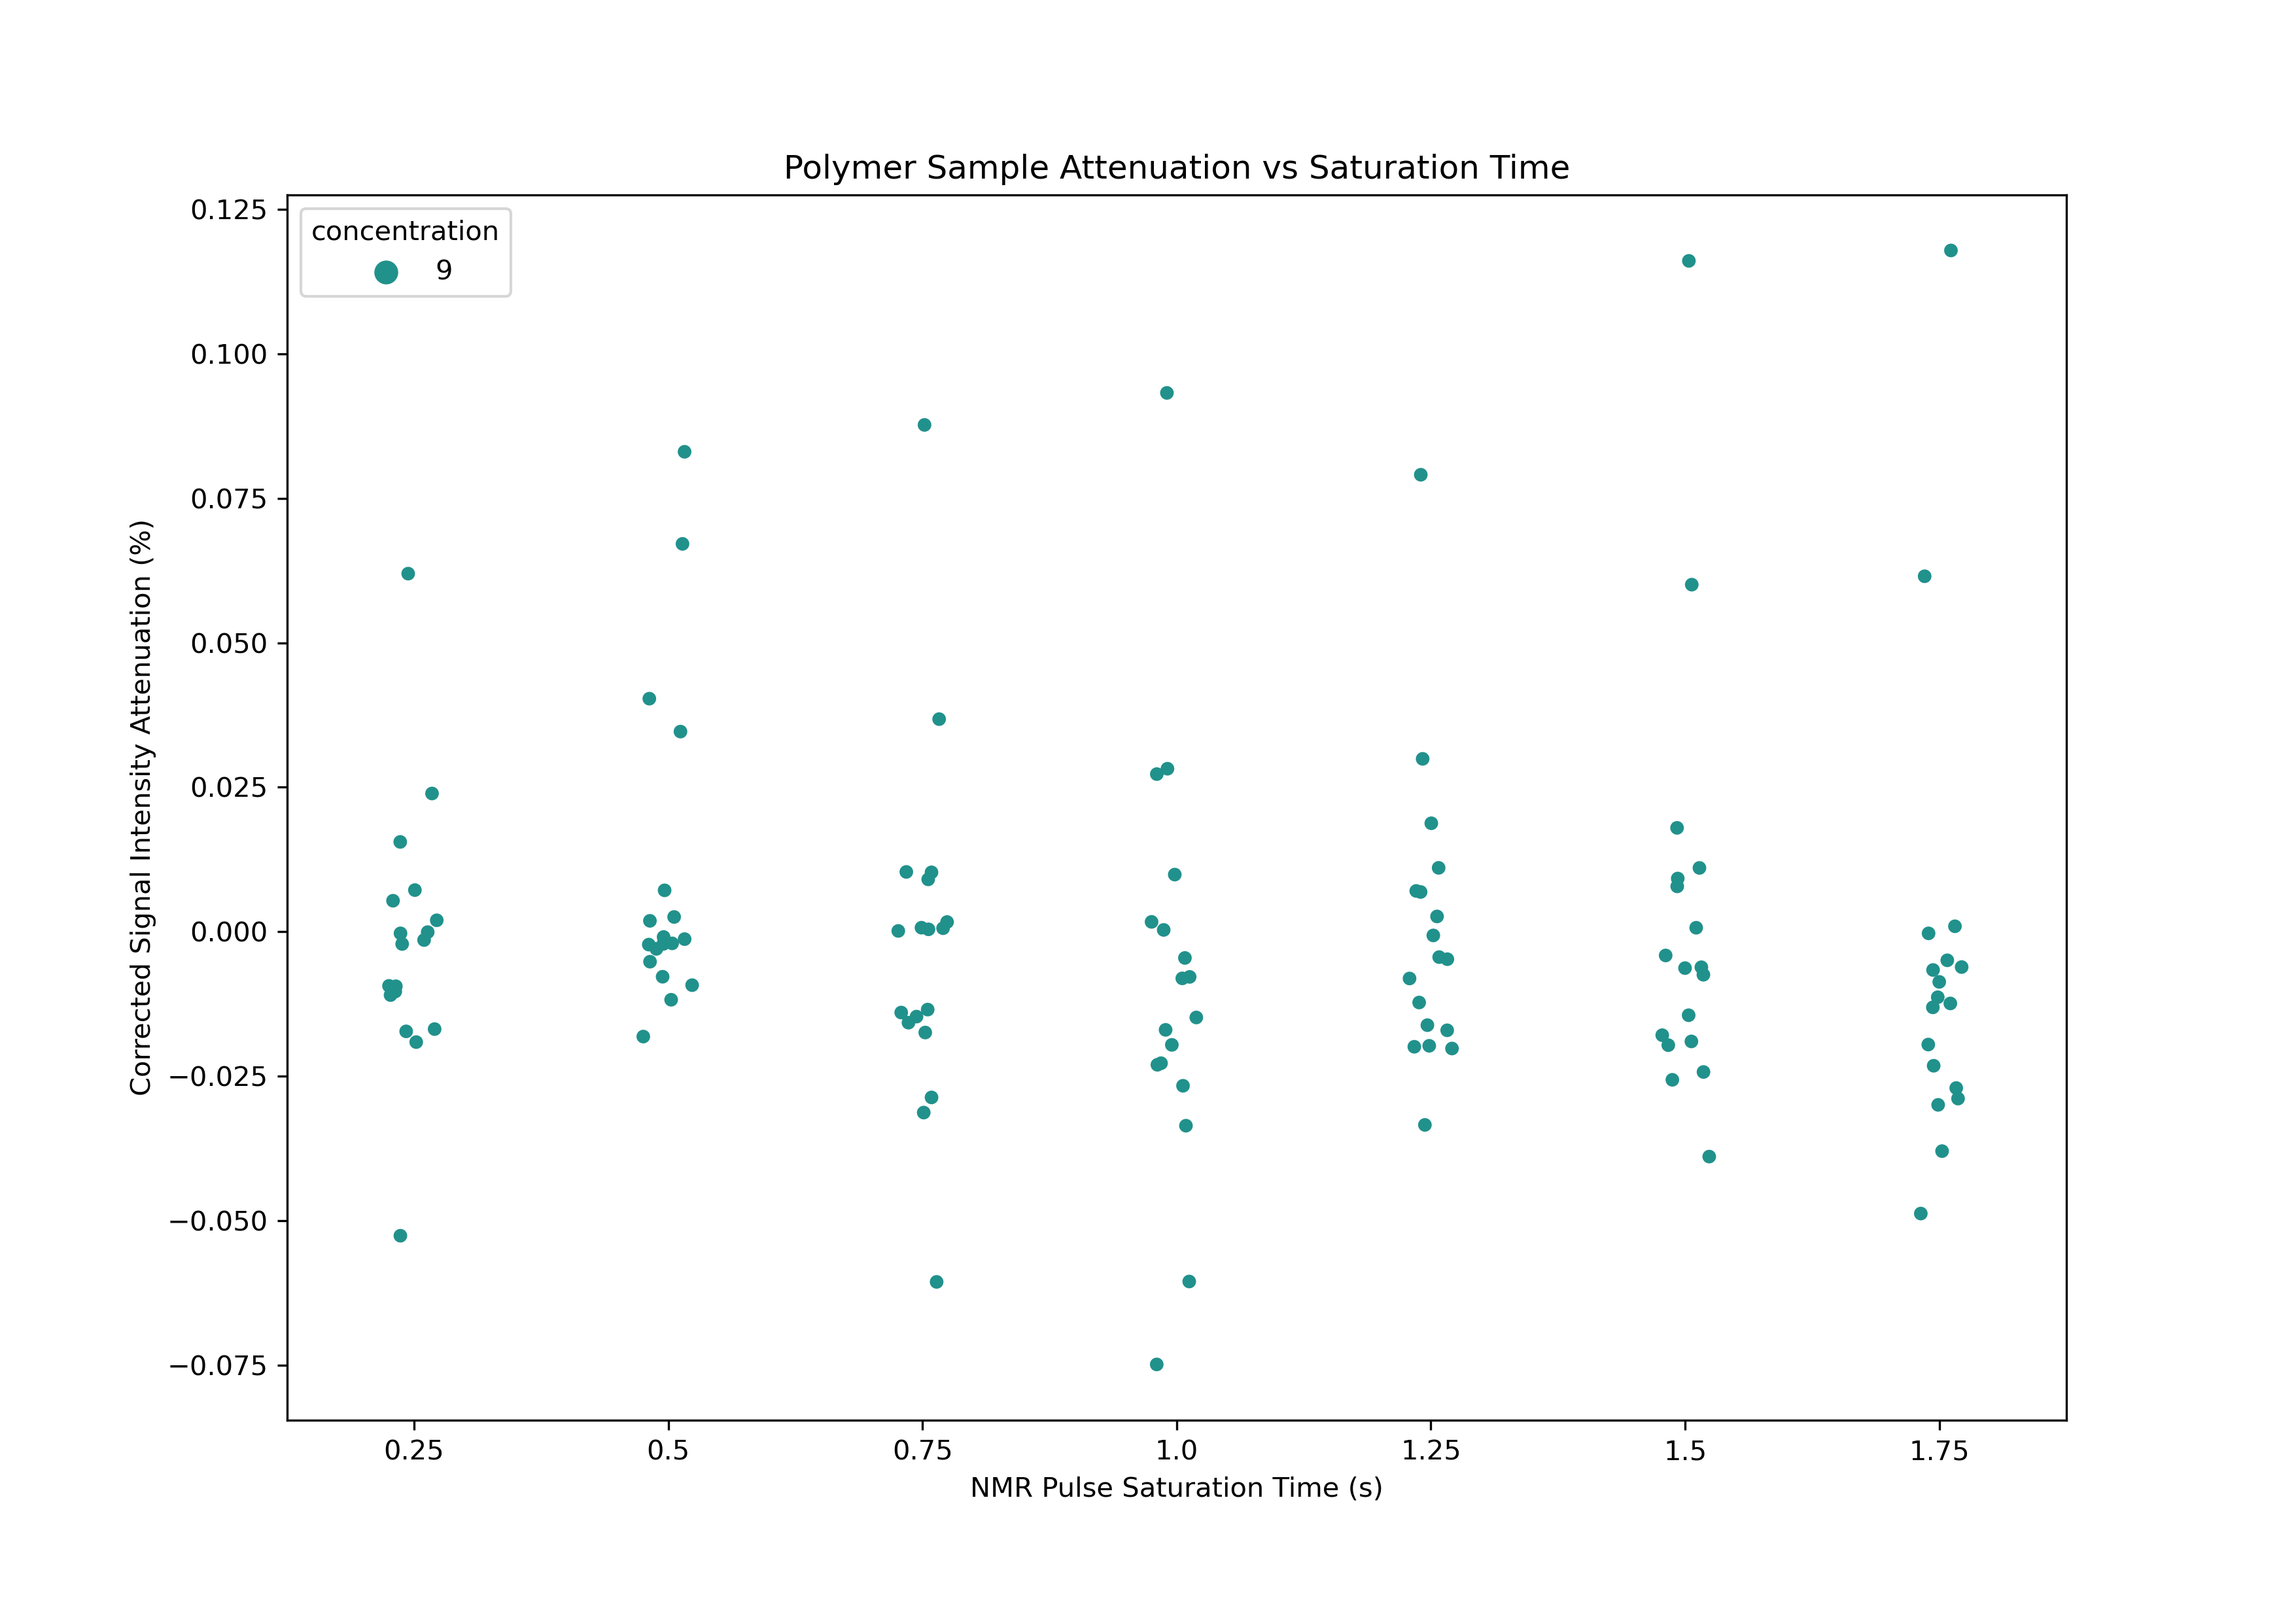 Polymer Sample Attenuation vs Saturation Time
concentration
9
Corrected Signal Intensity Attenuation (%)
0.125
0.100
0.075
0.050
0.025
0.000
−0.025
−0.050
−0.075
0.25 0.5 0.75 1.0 1.25 1.5 1.75
NMR Pulse Saturation Time (s)